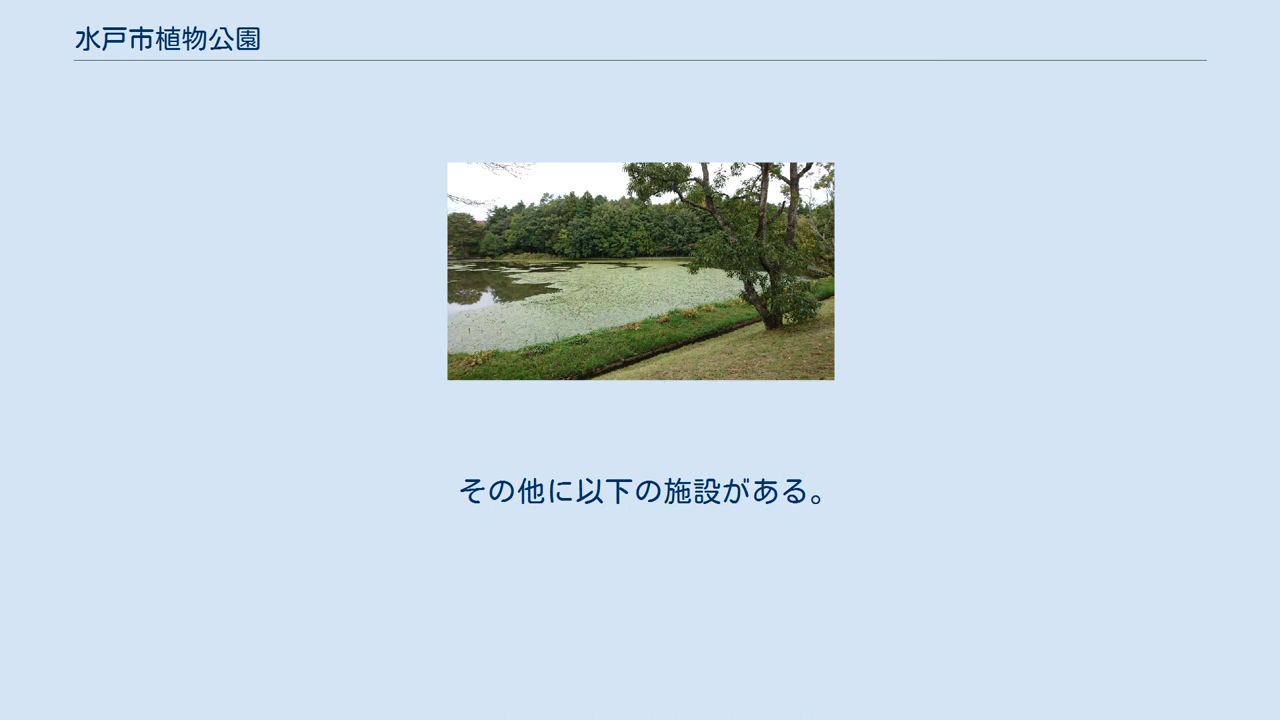 水戸市植物公園
その他に以下の施設がある。